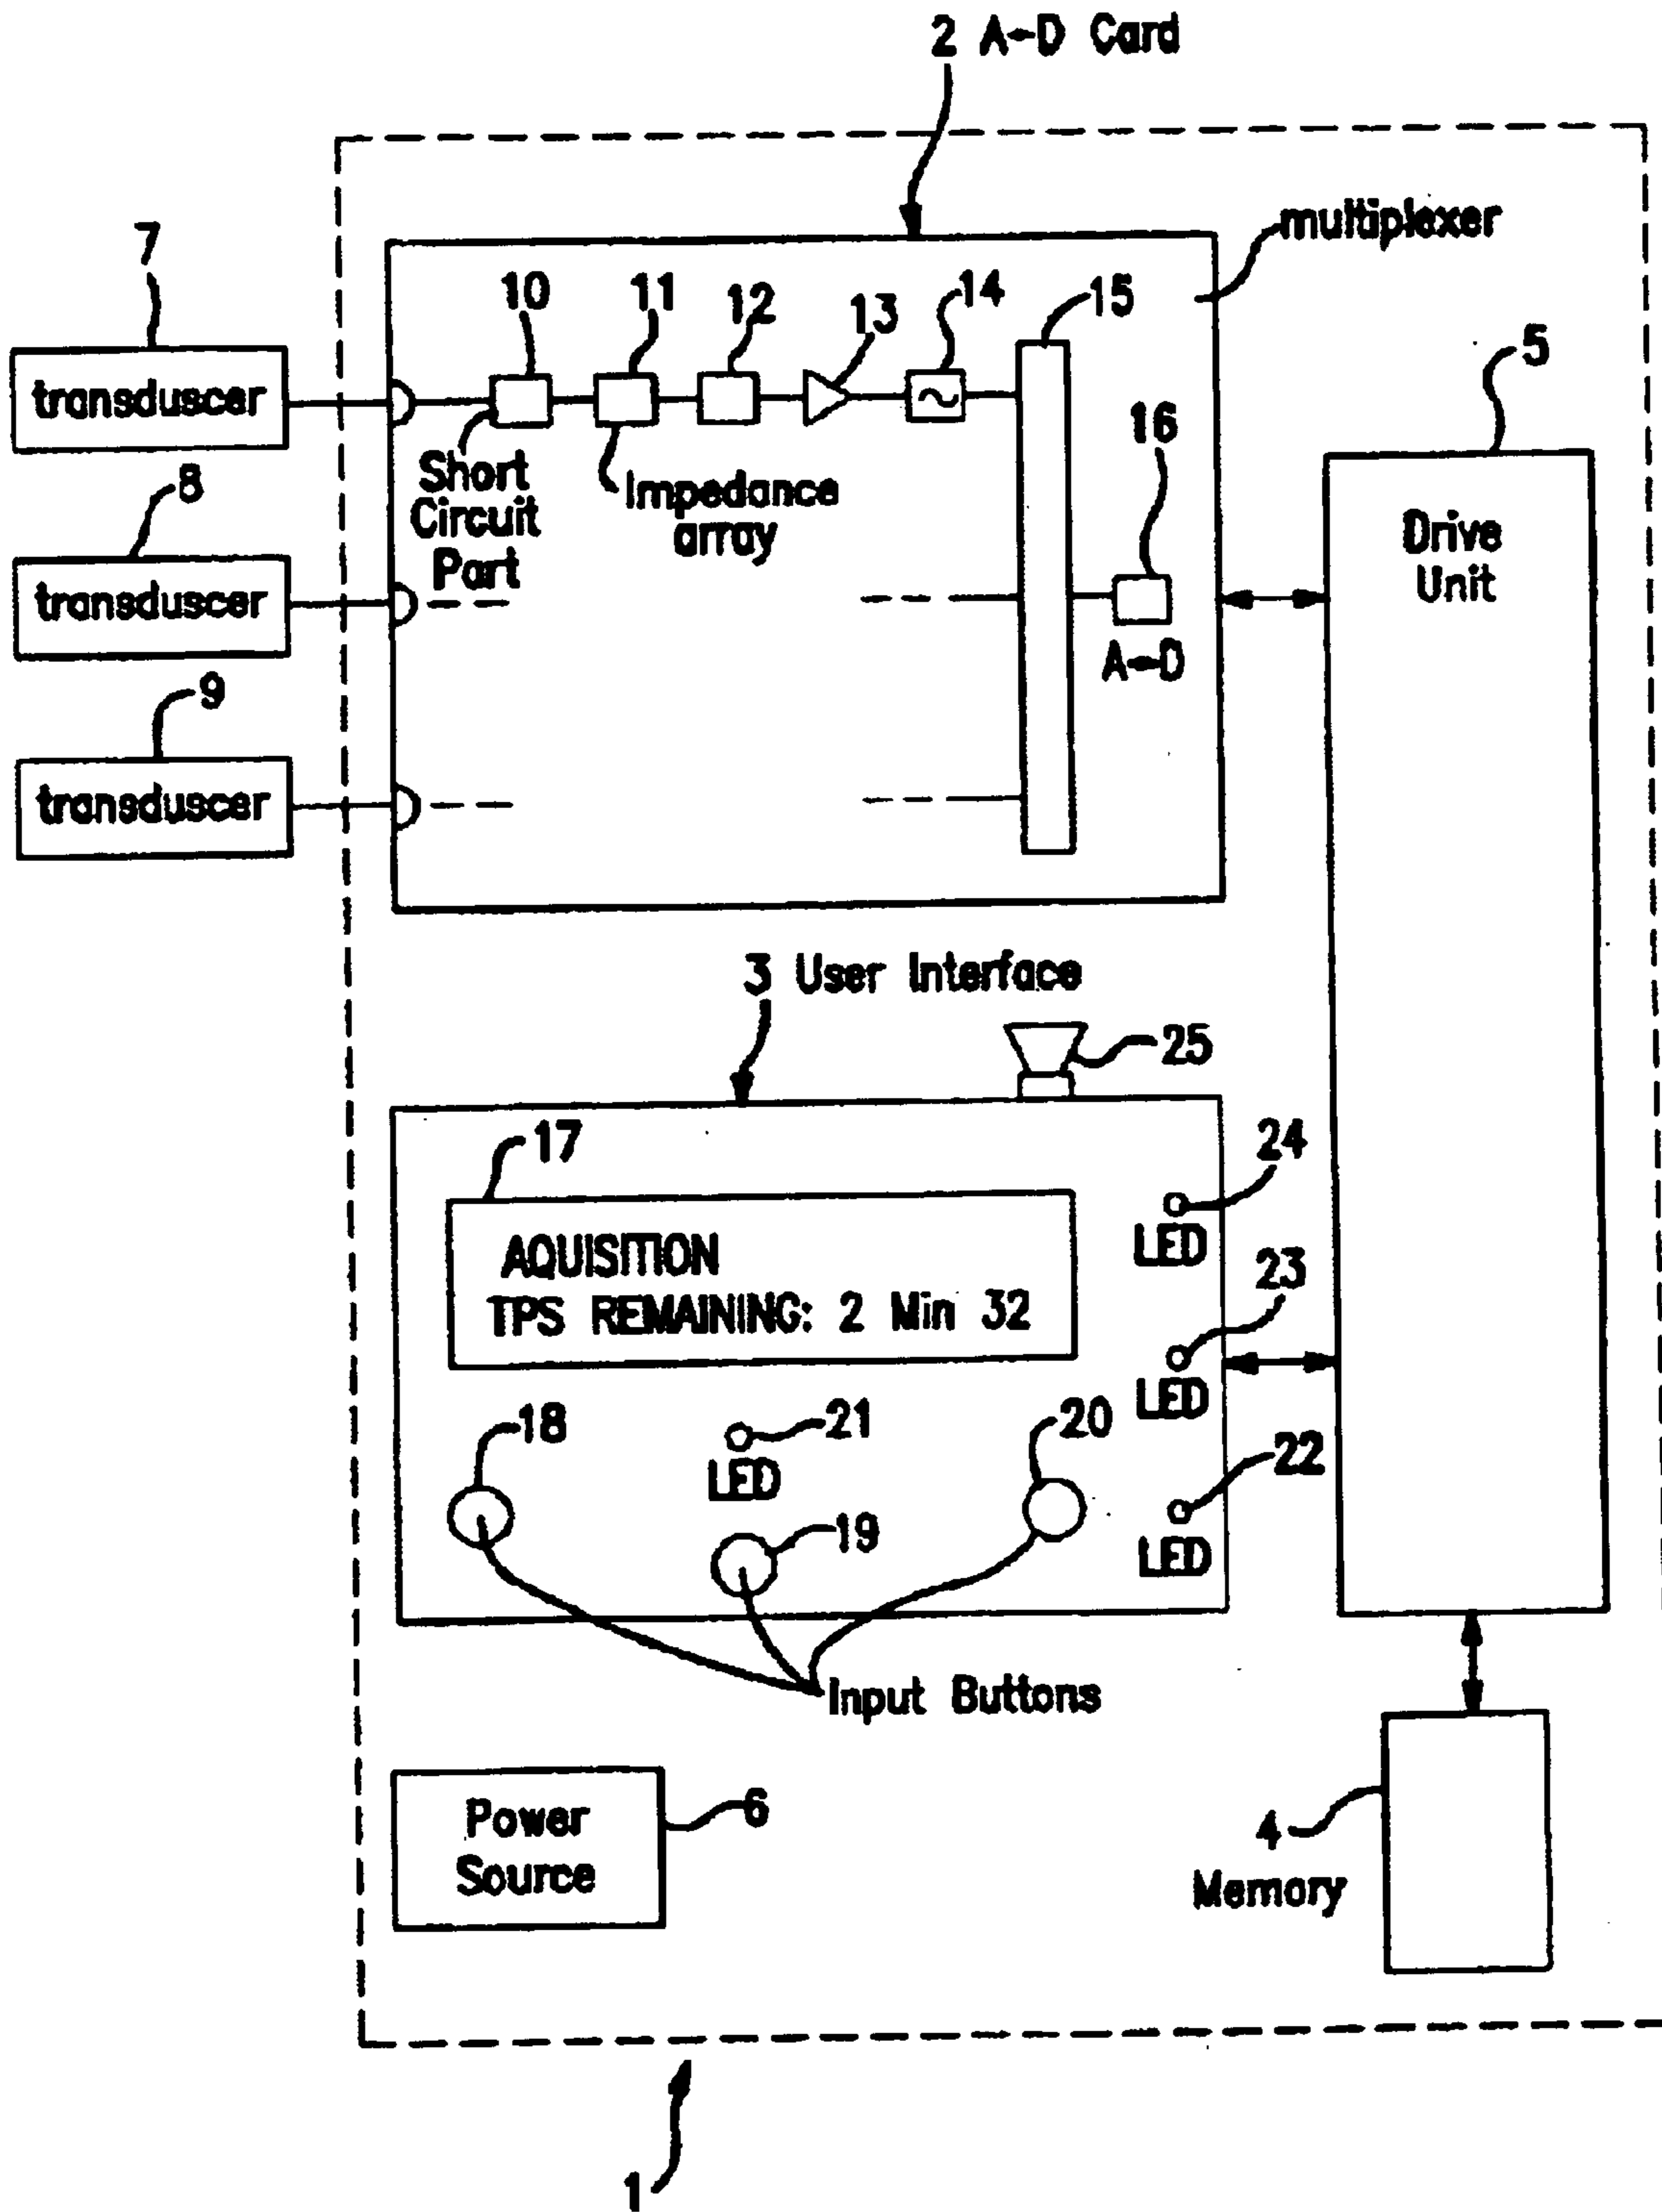 2 A-D Card
multiplexer
7
10
11
12
13
14
15
5
transduscer
Short
Circuit
Part
Impedance
array
16
A-D
Drive
Unit
8
transduscer
9
transduscer
3 User Interface
25
17
24
LED
AQUISITION
TPS REMAINING: 2 Min 32
23
LED
18
21
LED
20
22
LED
19
Input Buttons
Power
Source
6
4
Memory
1